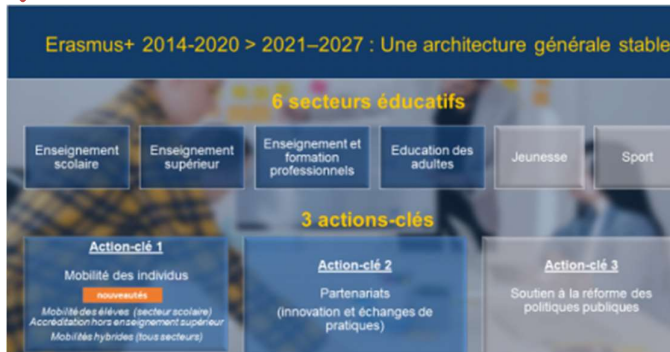 Erasmus+ 2014-2020 > 2021–2027 : Une architecture générale stable
6 secteurs éducatifs
Enseignement
scolaire
Enseignement
supérieur
Enseignement et
formation
professionnels
Education des
adultes
Jeunesse
Sport
3 actions-clés
Action-clé 1
Mobilité des individus
nouveautés
Mobilité des élèves (secteur scolaire)
Accréditation hors enseignement supérieur
Mobilités hybrides (tous secteurs)
Action-clé 2
Partenariats
(innovation et échanges de
pratiques)
Action-clé 3
Soutien à la réforme des
politiques publiques